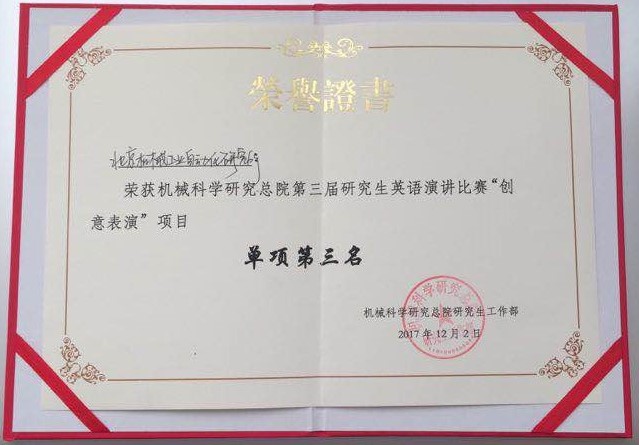 榮譽證書
北京机械工业自动化研究所
荣获机械科学研究总院第三届研究生英语演讲比赛“创
意表演”项目
单项第三名
机械科学研究总院研究生工作部
2017年12月2日